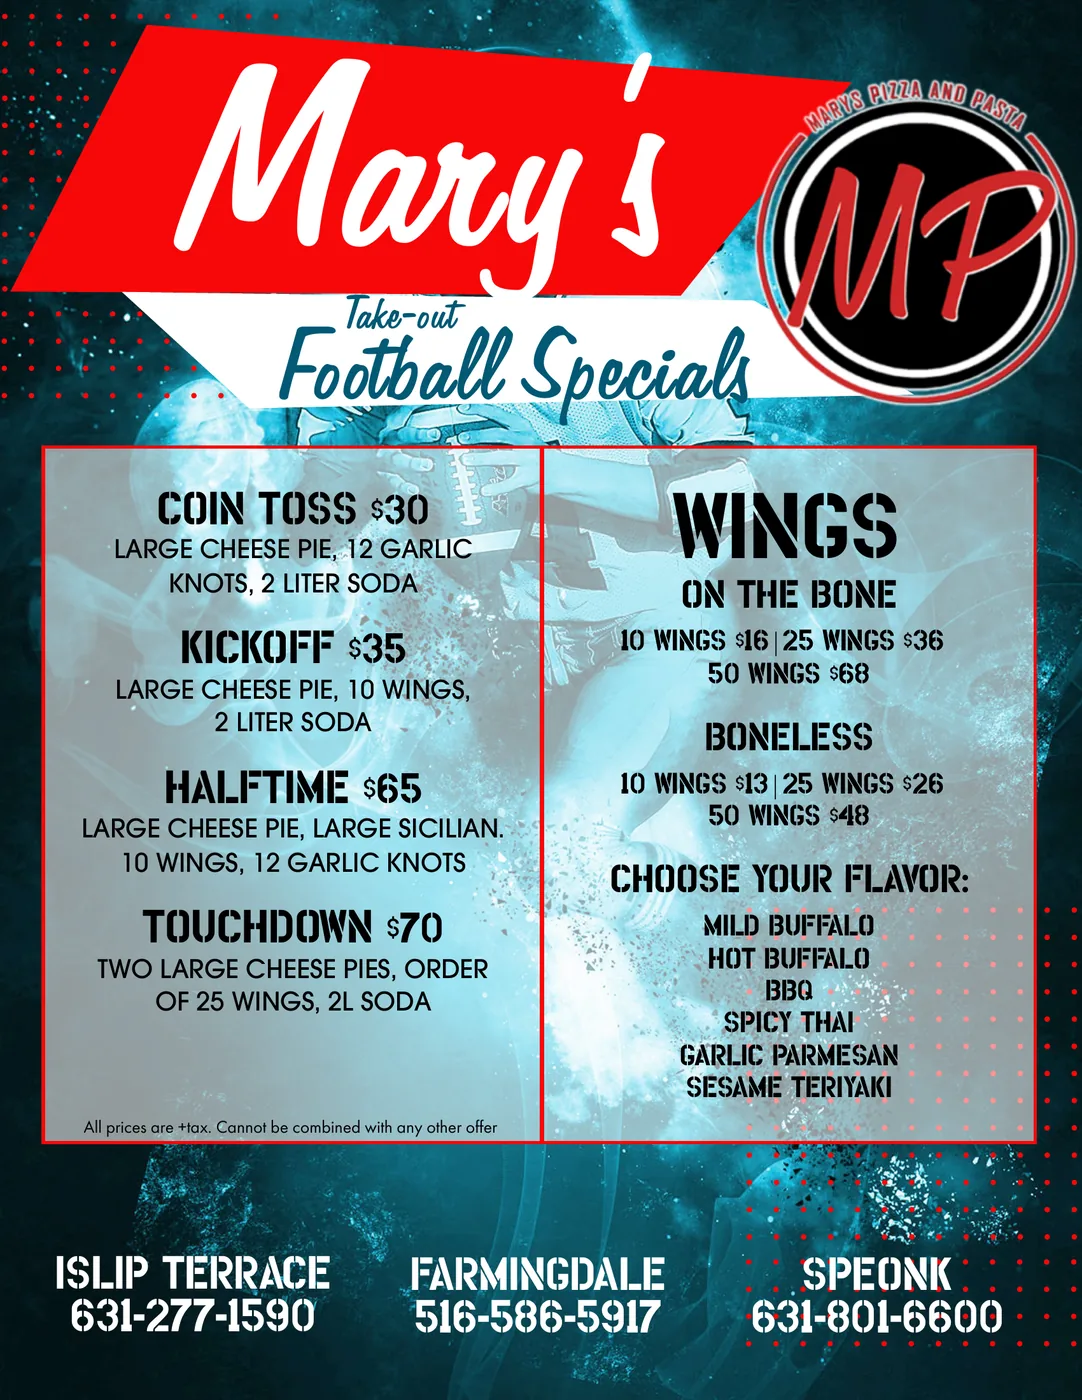 Mary's
MARYS PIZZA AND PASTA
MP
Take-out
Football Specials
COIN TOSS $30
LARGE CHEESE PIE, 12 GARLIC
KNOTS, 2 LITER SODA
KICKOFF $35
LARGE CHEESE PIE, 10 WINGS,
2 LITER SODA
HALFTIME $65
LARGE CHEESE PIE, LARGE SICILIAN.
10 WINGS, 12 GARLIC KNOTS
TOUCHDOWN $70
TWO LARGE CHEESE PIES, ORDER
OF 25 WINGS, 2L SODA
All prices are +tax. Cannot be combined with any other offer
WINGS
ON THE BONE
10 WINGS $16 | 25 WINGS $36
50 WINGS $68
BONELESS
10 WINGS $13 | 25 WINGS $26
50 WINGS $48
CHOOSE YOUR FLAVOR:
MILD BUFFALO
HOT BUFFALO
BBQ
SPICY THAI
GARLIC PARMESAN
SESAME TERIYAKI
ISLIP TERRACE
631-277-1590
FARMINGDALE
516-586-5917
SPEONK
631-801-6600